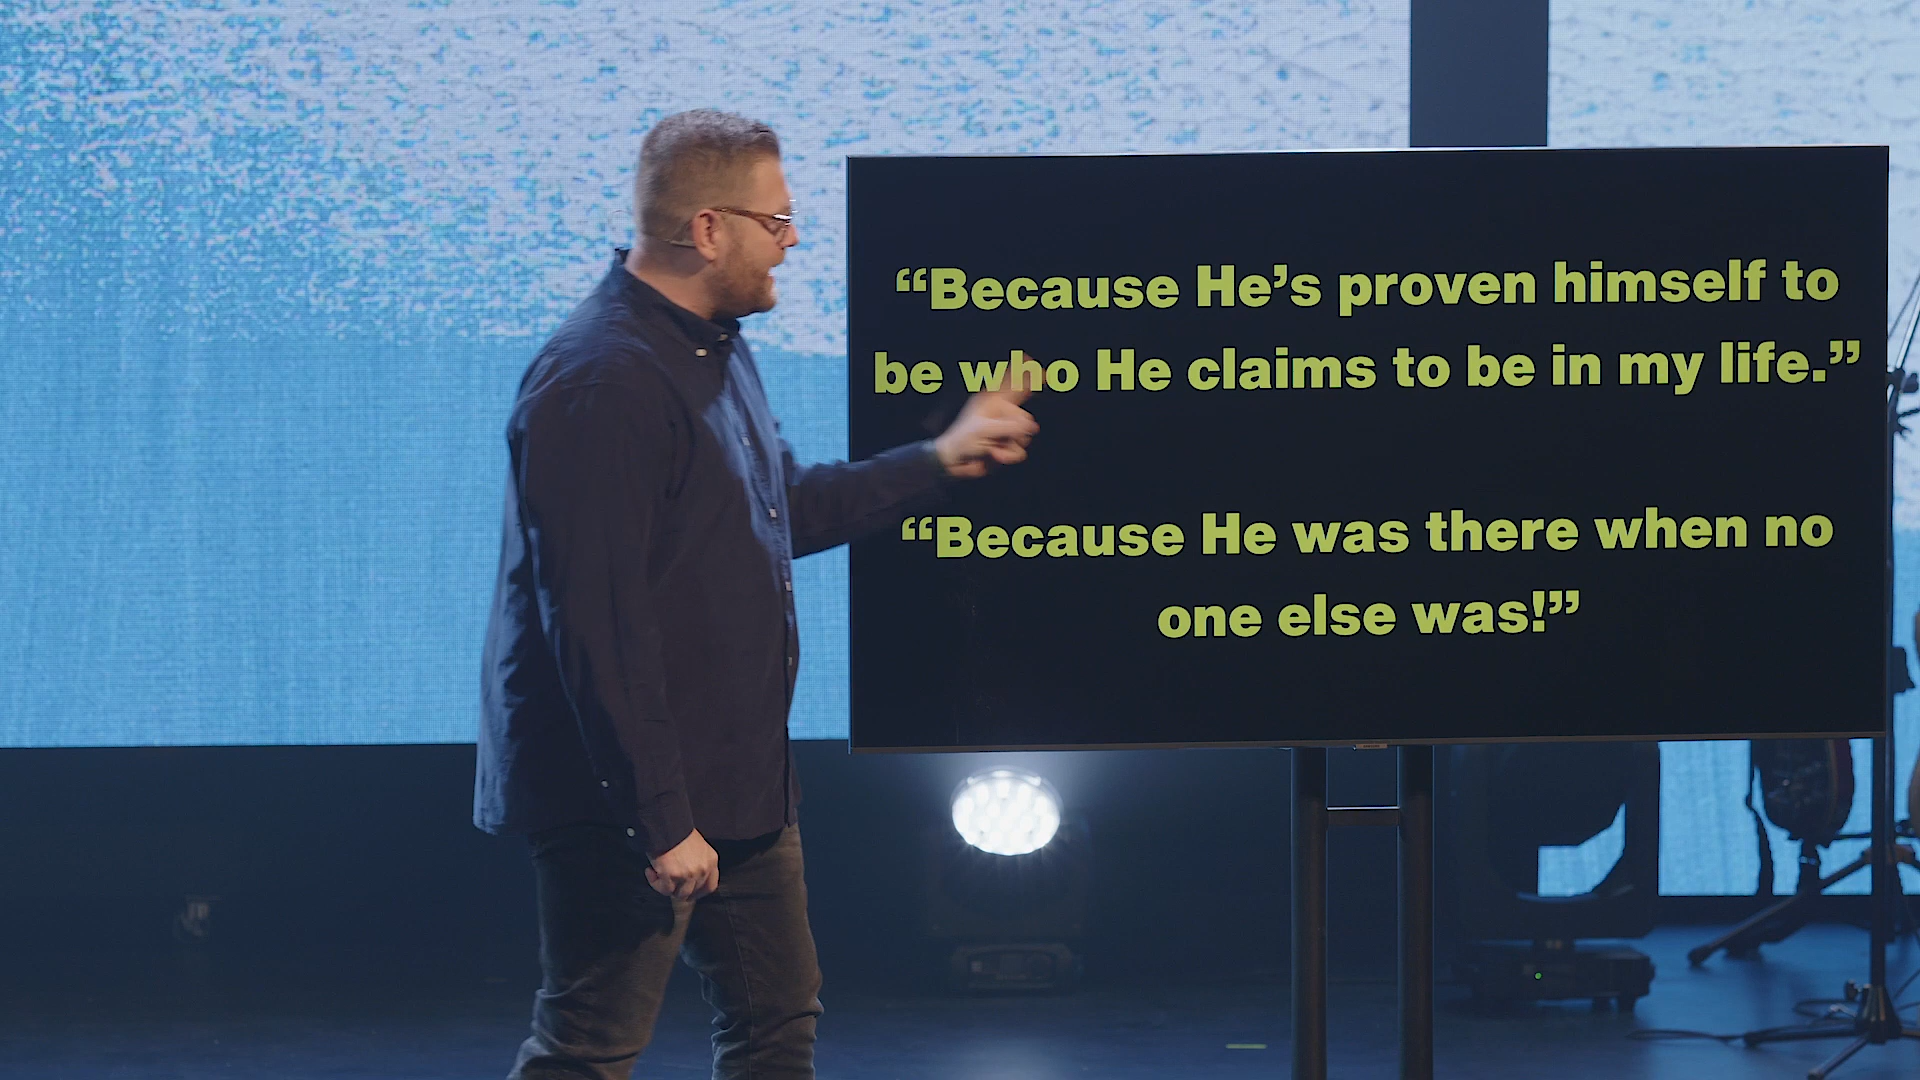 “Because He’s proven himself to
be who He claims to be in my life.”
“Because He was there when no
one else was!”